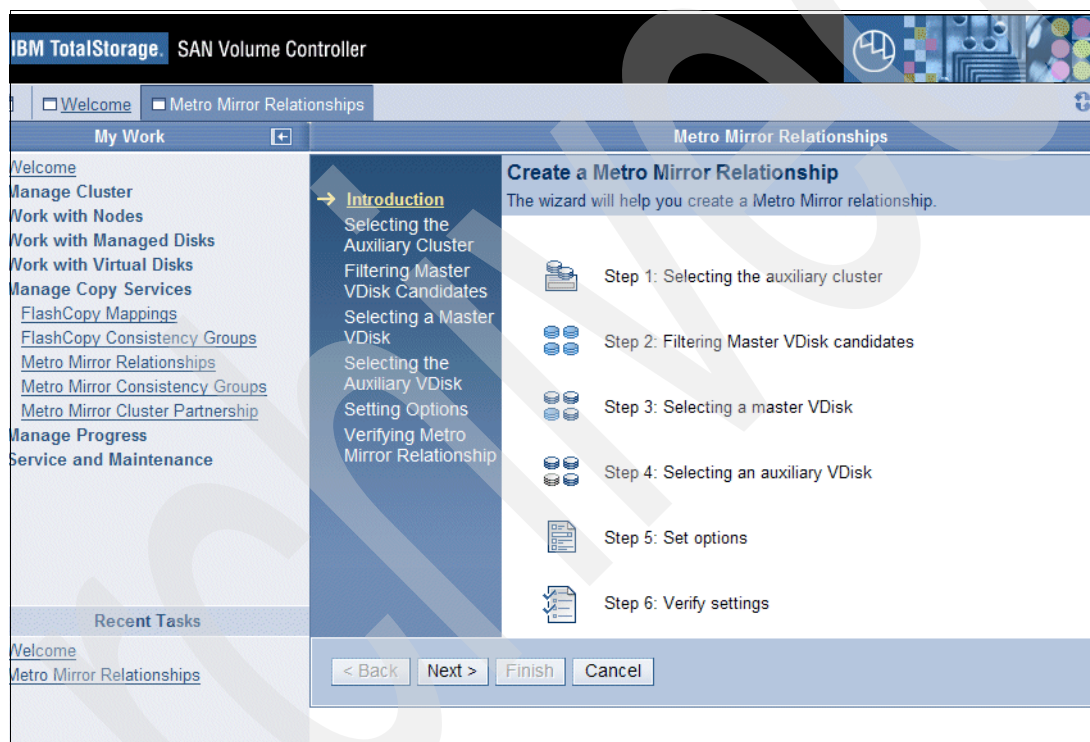 IBM TotalStorage. SAN Volume Controller
Welcome
Metro Mirror Relationships
My Work
Metro Mirror Relationships
Welcome
Manage Cluster
Work with Nodes
Work with Managed Disks
Work with Virtual Disks
Manage Copy Services
FlashCopy Mappings
FlashCopy Consistency Groups
Metro Mirror Relationships
Metro Mirror Consistency Groups
Metro Mirror Cluster Partnership
Manage Progress
Service and Maintenance
Recent Tasks
Welcome
Metro Mirror Relationships
Introduction
Selecting the
Auxiliary Cluster
Filtering Master
VDisk Candidates
Selecting a Master
VDisk
Selecting the
Auxiliary VDisk
Setting Options
Verifying Metro
Mirror Relationship
Create a Metro Mirror Relationship
The wizard will help you create a Metro Mirror relationship.
Step 1: Selecting the auxiliary cluster
Step 2: Filtering Master VDisk candidates
Step 3: Selecting a master VDisk
Step 4: Selecting an auxiliary VDisk
Step 5: Set options
Step 6: Verify settings
< Back Next > Finish Cancel